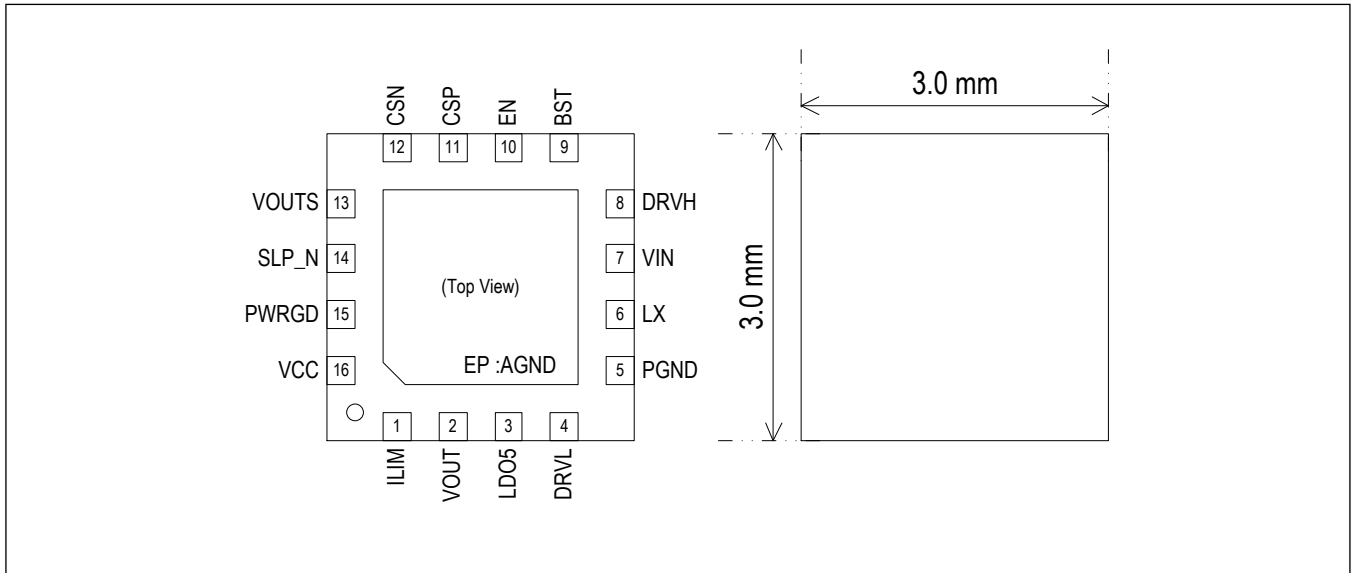 CSN
CSP
EN
BST
12
11
10
9
VOUTS 13
SLP_N 14
PWRGD 15
VCC 16
(Top View)
EP :AGND
8 DRVH
7 VIN
6 LX
5 PGND
1
2
3
4
ILIM
VOUT
LDO5
DRVL
3.0 mm
3.0 mm